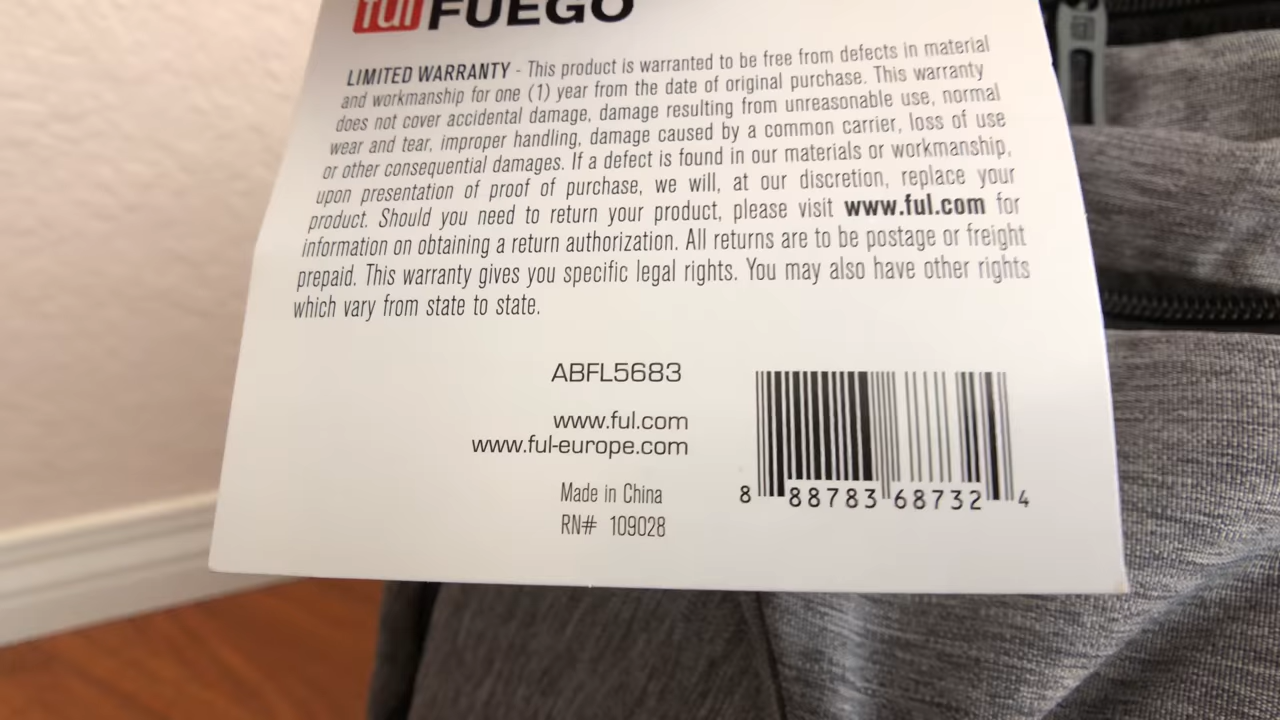 ful FUEGO
LIMITED WARRANTY - This product is warranted to be free from defects in material
and workmanship for one (1) year from the date of original purchase. This warranty
does not cover accidental damage, damage resulting from unreasonable use, normal
wear and tear, improper handling, damage caused by a common carrier, loss of use
or other consequential damages. If a defect is found in our materials or workmanship,
upon presentation of proof of purchase, we will, at our discretion, replace your
product. Should you need to return your product, please visit www.ful.com for
information on obtaining a return authorization. All returns are to be postage or freight
prepaid. This warranty gives you specific legal rights. You may also have other rights
which vary from state to state.
ABFL5683
www.ful.com
www.ful-europe.com
Made in China
RN# 109028
8 88783 68732 4